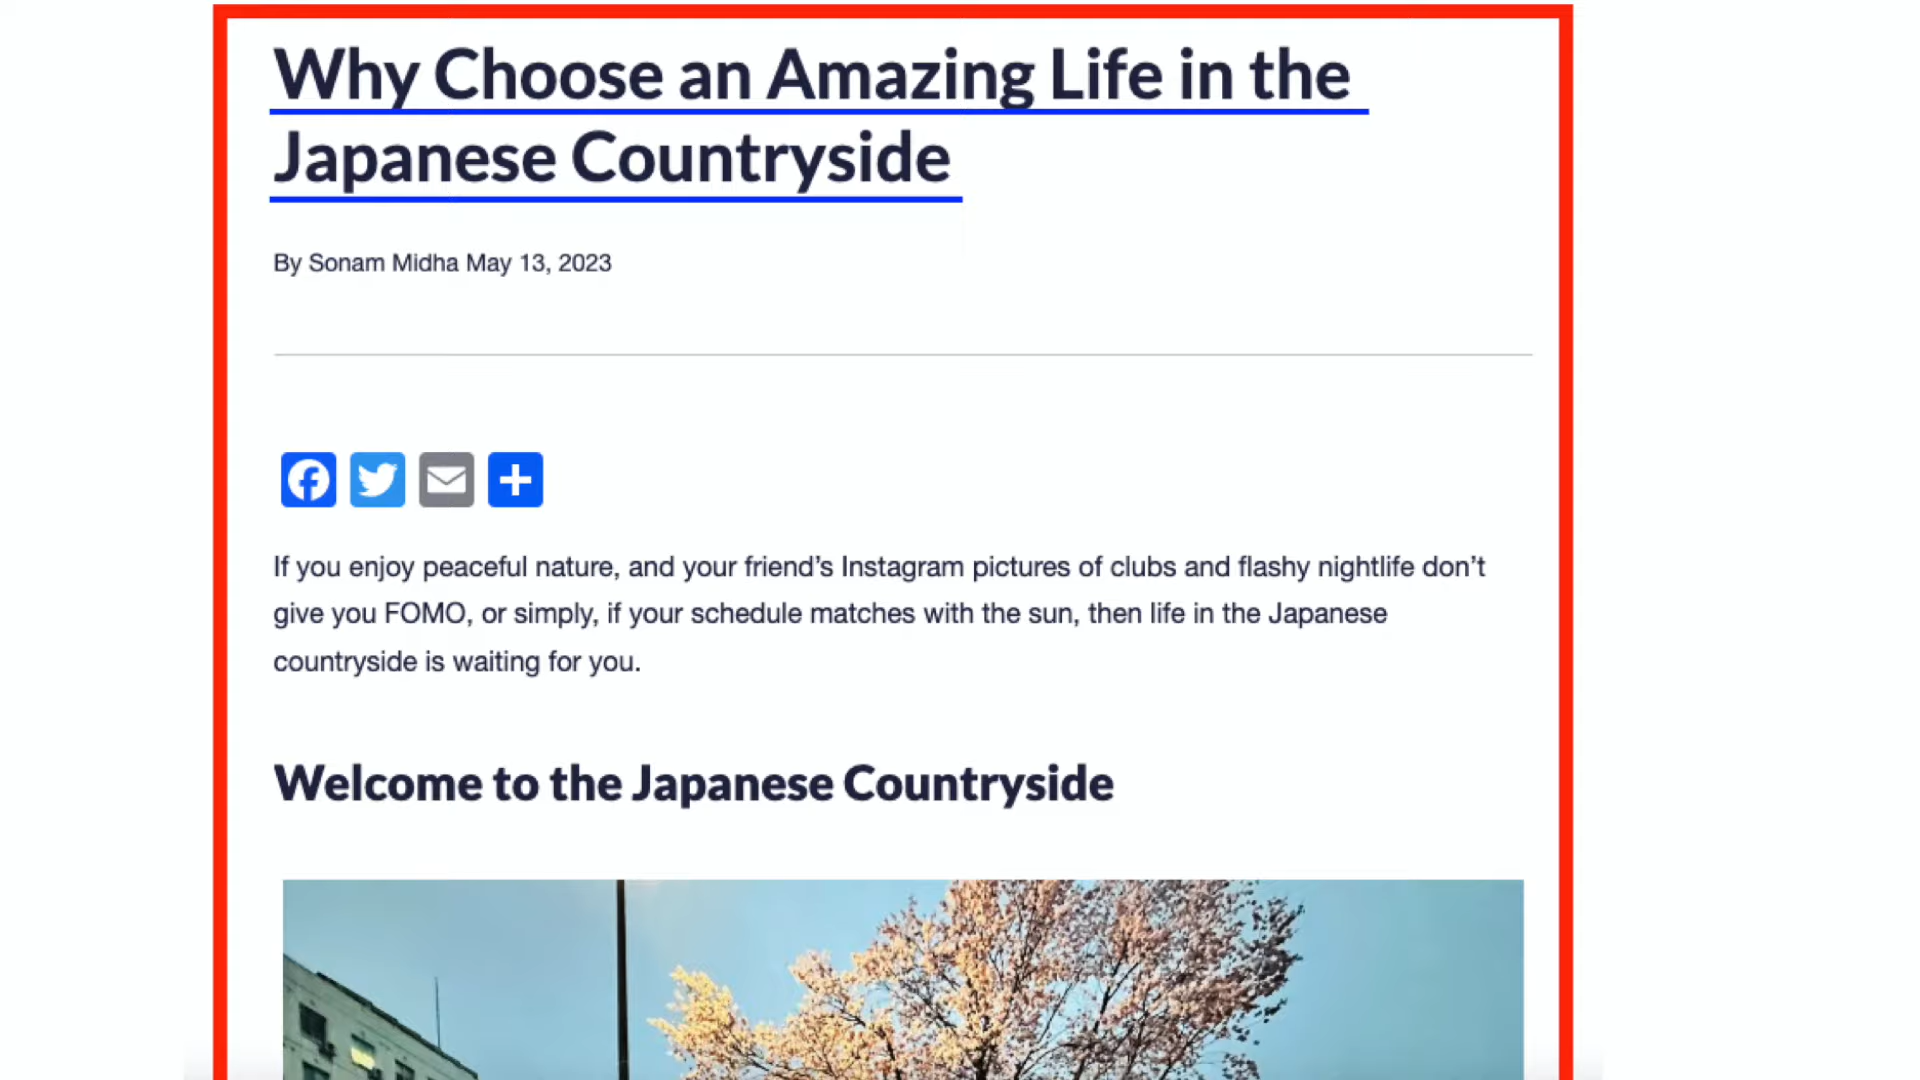 Why Choose an Amazing Life in the
Japanese Countryside
By Sonam Midha May 13, 2023
If you enjoy peaceful nature, and your friend’s Instagram pictures of clubs and flashy nightlife don’t
give you FOMO, or simply, if your schedule matches with the sun, then life in the Japanese
countryside is waiting for you.
Welcome to the Japanese Countryside